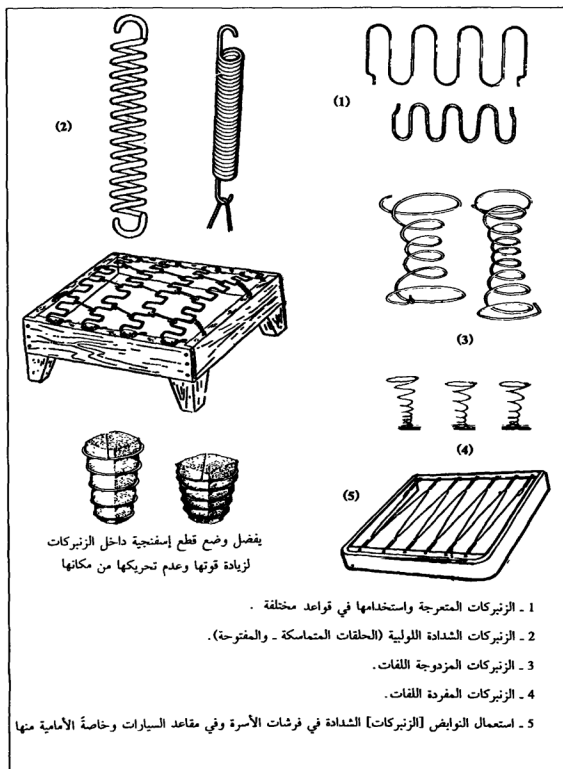 (1)
(2)
(3)
(4)
(5)
يفضل وضع قطع إسفنجية داخل الزنبركات
لزيادة قوتها وعدم تحريكها من مكانها
1 ـ الزنبركات المتعرجة واستخدامها في قواعد مختلفة .
2 ـ الزنبركات الشدادة اللولبية (الحلقات المتماسكة ـ والمفتوحة).
3 ـ الزنبركات المزدوجة اللفات.
4 ـ الزنبركات المفردة اللفات.
5 ـ استعمال النوابض [الزنبركات] الشدادة في فرشات الأسرة وفي مقاعد السيارات وخاصةً الأمامية منها